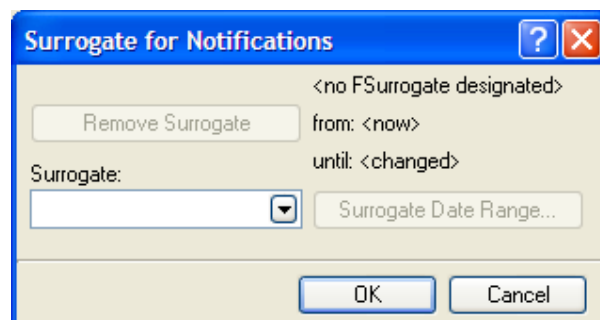 Surrogate for Notifications
<no FSurrogate designated>
Remove Surrogate
from: <now>
until: <changed>
Surrogate:
Surrogate Date Range...
OK
Cancel